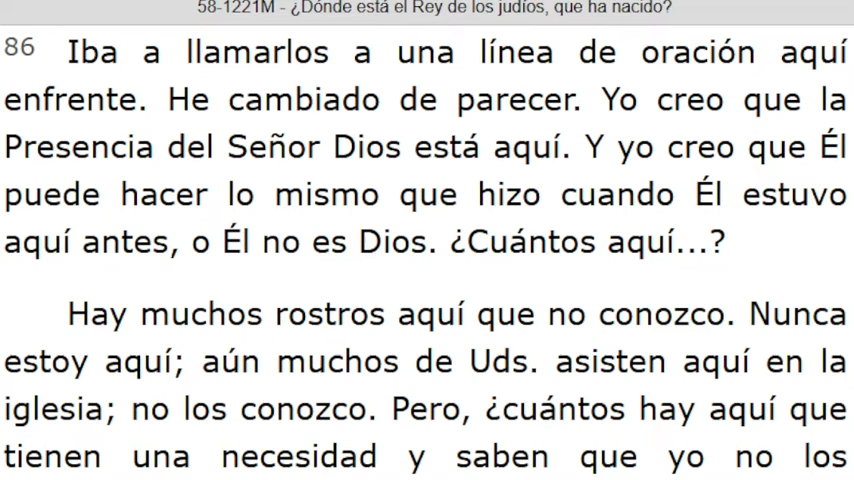 58-1221M - ¿Dónde está el Rey de los judíos, que ha nacido?
86 Iba a llamarlos a una línea de oración aquí
enfrente. He cambiado de parecer. Yo creo que la
Presencia del Señor Dios está aquí. Y yo creo que Él
puede hacer lo mismo que hizo cuando Él estuvo
aquí antes, o Él no es Dios. ¿Cuántos aquí...?
Hay muchos rostros aquí que no conozco. Nunca
estoy aquí; aún muchos de Uds. asisten aquí en la
iglesia; no los conozco. Pero, ¿cuántos hay aquí que
tienen una necesidad y saben que yo no los